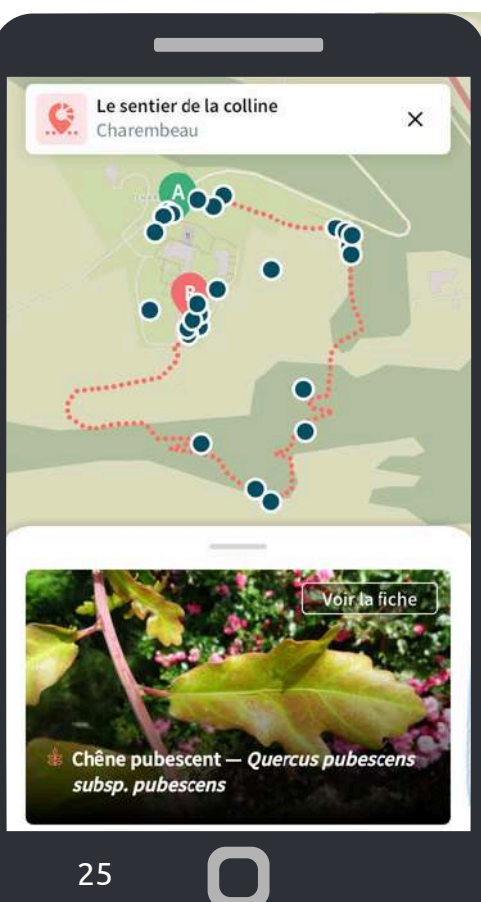 Le sentier de la colline
Charembeau
A
B
Voir la fiche
Chêne pubescent — Quercus pubescens
subsp. pubescens
25